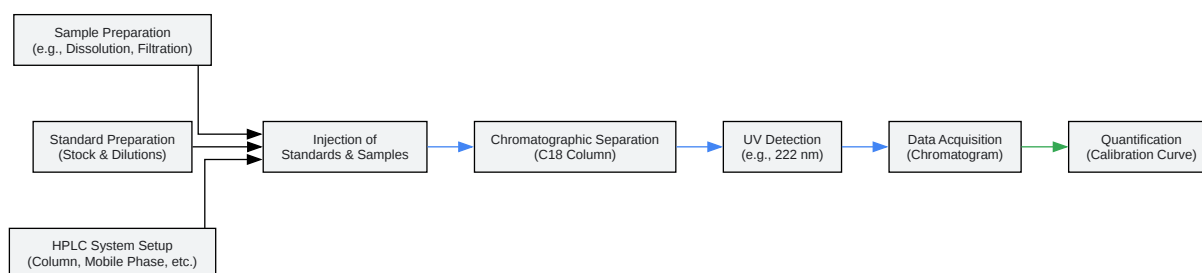 Sample Preparation
(e.g., Dissolution, Filtration)
Standard Preparation
(Stock & Dilutions)
HPLC System Setup
(Column, Mobile Phase, etc.)
Injection of
Standards & Samples
Chromatographic Separation
(C18 Column)
UV Detection
(e.g., 222 nm)
Data Acquisition
(Chromatogram)
Quantification
(Calibration Curve)